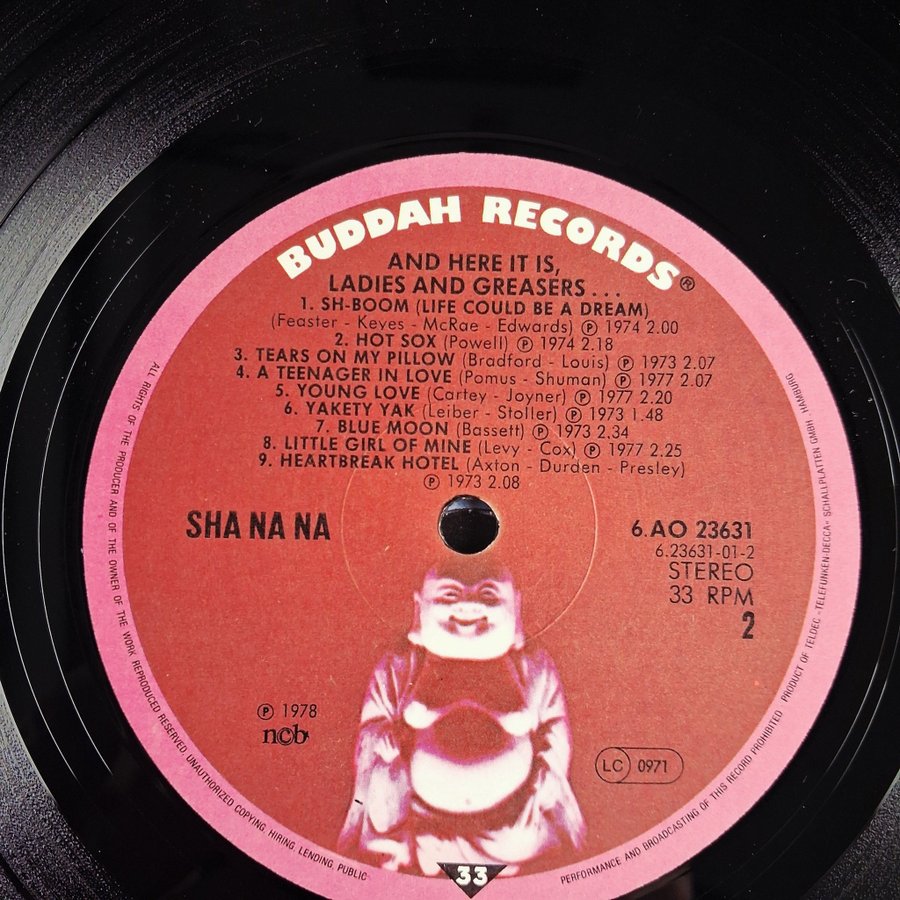 BUDDAH RECORDS®
AND HERE IT IS,
LADIES AND GREASERS...
1. SH-BOOM (LIFE COULD BE A DREAM)
(Feaster - Keyes - McRae - Edwards) ℗ 1974 2.00
2. HOT SOX (Powell) ℗ 1974 2.18
3. TEARS ON MY PILLOW (Bradford - Louis) ℗ 1973 2.07
4. A TEENAGER IN LOVE (Pomus - Shuman) ℗ 1977 2.07
5. YOUNG LOVE (Cartey - Joyner) ℗ 1977 2.20
6. YAKETY YAK (Leiber - Stoller) ℗ 1973 1.48
7. BLUE MOON (Bassett) ℗ 1973 2.34
8. LITTLE GIRL OF MINE (Levy - Cox) ℗ 1977 2.25
9. HEARTBREAK HOTEL (Axton - Durden - Presley)
℗ 1973 2.08
SHA NA NA
6.AO 23631
6.23631-01-2
STEREO
33 RPM
2
℗ 1978
ncb
LC 0971
33
ALL RIGHTS OF THE PRODUCER AND OF THE OWNER OF THE WORK REPRODUCED RESERVED. UNAUTHORIZED COPYING, HIRING, LENDING, PUBLIC
PERFORMANCE AND BROADCASTING OF THIS RECORD PROHIBITED PRODUCT OF TELDEC »TELEFUNKEN-DECCA« SCHALLPLATTEN GMBH, HAMBURG